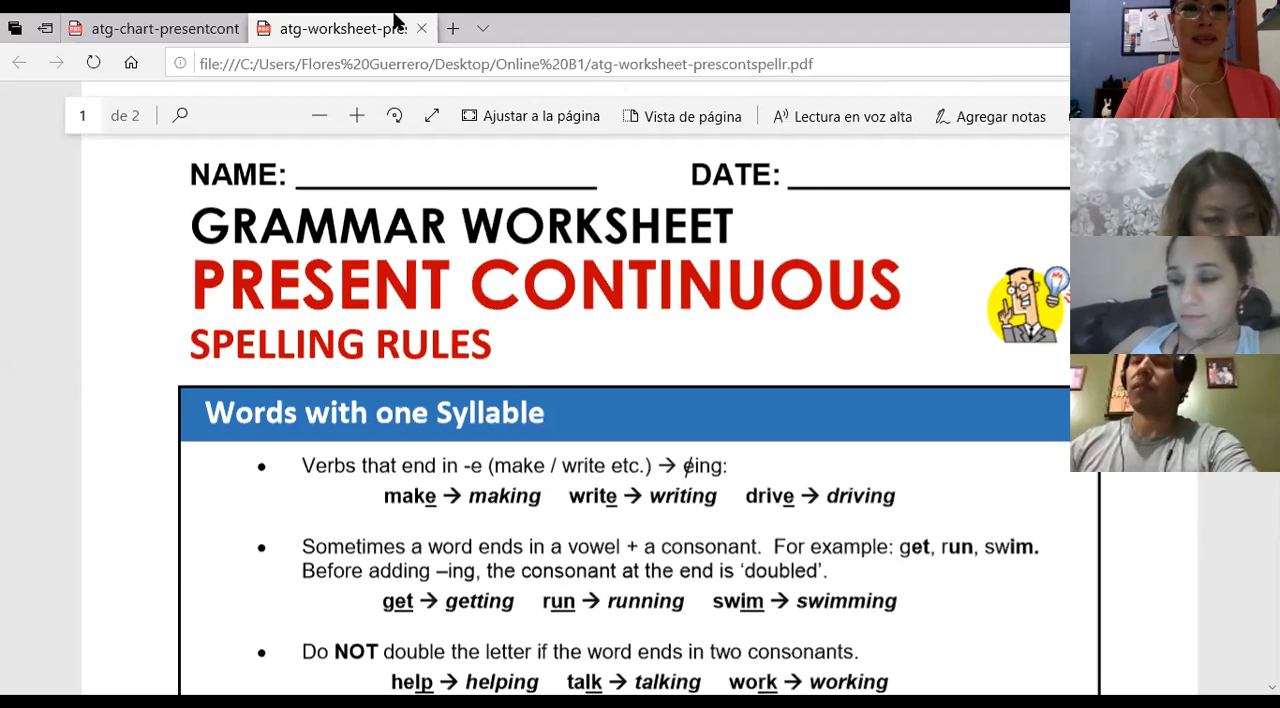 atg-chart-presentcont
atg-worksheet-pres
file:///C:/Users/Flores%20Guerrero/Desktop/Online%20B1/atg-worksheet-prescontspellr.pdf
1 de 2
Ajustar a la página
Vista de página
Lectura en voz alta
Agregar notas
NAME: ____________________ DATE: ____________________
GRAMMAR WORKSHEET
PRESENT CONTINUOUS
SPELLING RULES
Words with one Syllable
• Verbs that end in -e (make / write etc.) → e̸ing:
make → making write → writing drive → driving
• Sometimes a word ends in a vowel + a consonant. For example: get, run, swim.
Before adding –ing, the consonant at the end is ‘doubled’.
get → getting run → running swim → swimming
• Do NOT double the letter if the word ends in two consonants.
help → helping talk → talking work → working